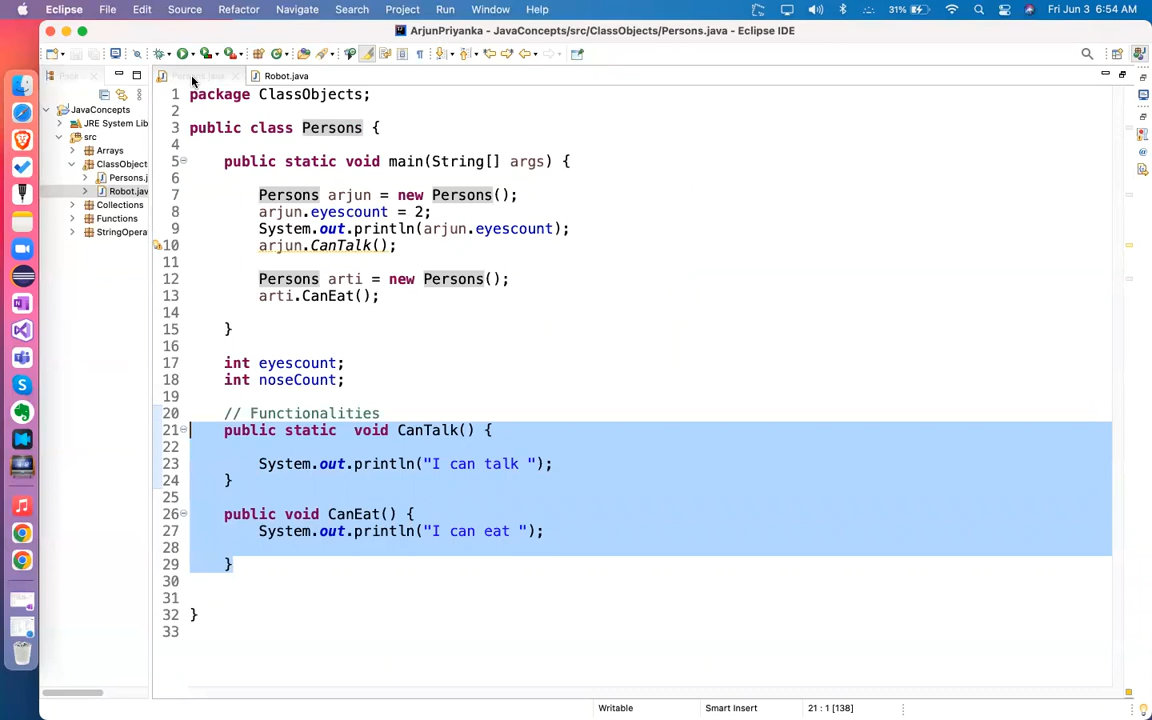 Eclipse File Edit Source Refactor Navigate Search Project Run Window Help 31% Fri Jun 3 6:54 AM
ArjunPriyanka - JavaConcepts/src/ClassObjects/Persons.java - Eclipse IDE
Robot.java
JavaConcepts
JRE System Lib
src
Arrays
ClassObject
Persons.j
Robot.jav
Collections
Functions
StringOpera
1 package ClassObjects;
2
3 public class Persons {
4
5 public static void main(String[] args) {
6
7 Persons arjun = new Persons();
8 arjun.eyescount = 2;
9 System.out.println(arjun.eyescount);
10 arjun.CanTalk();
11
12 Persons arti = new Persons();
13 arti.CanEat();
14
15 }
16
17 int eyescount;
18 int noseCount;
19
20 // Functionalities
21 public static  void CanTalk() {
22
23 System.out.println("I can talk ");
24 }
25
26 public void CanEat() {
27 System.out.println("I can eat ");
28
29 }
30
31
32 }
33
Writable Smart Insert 21 : 1 [138]